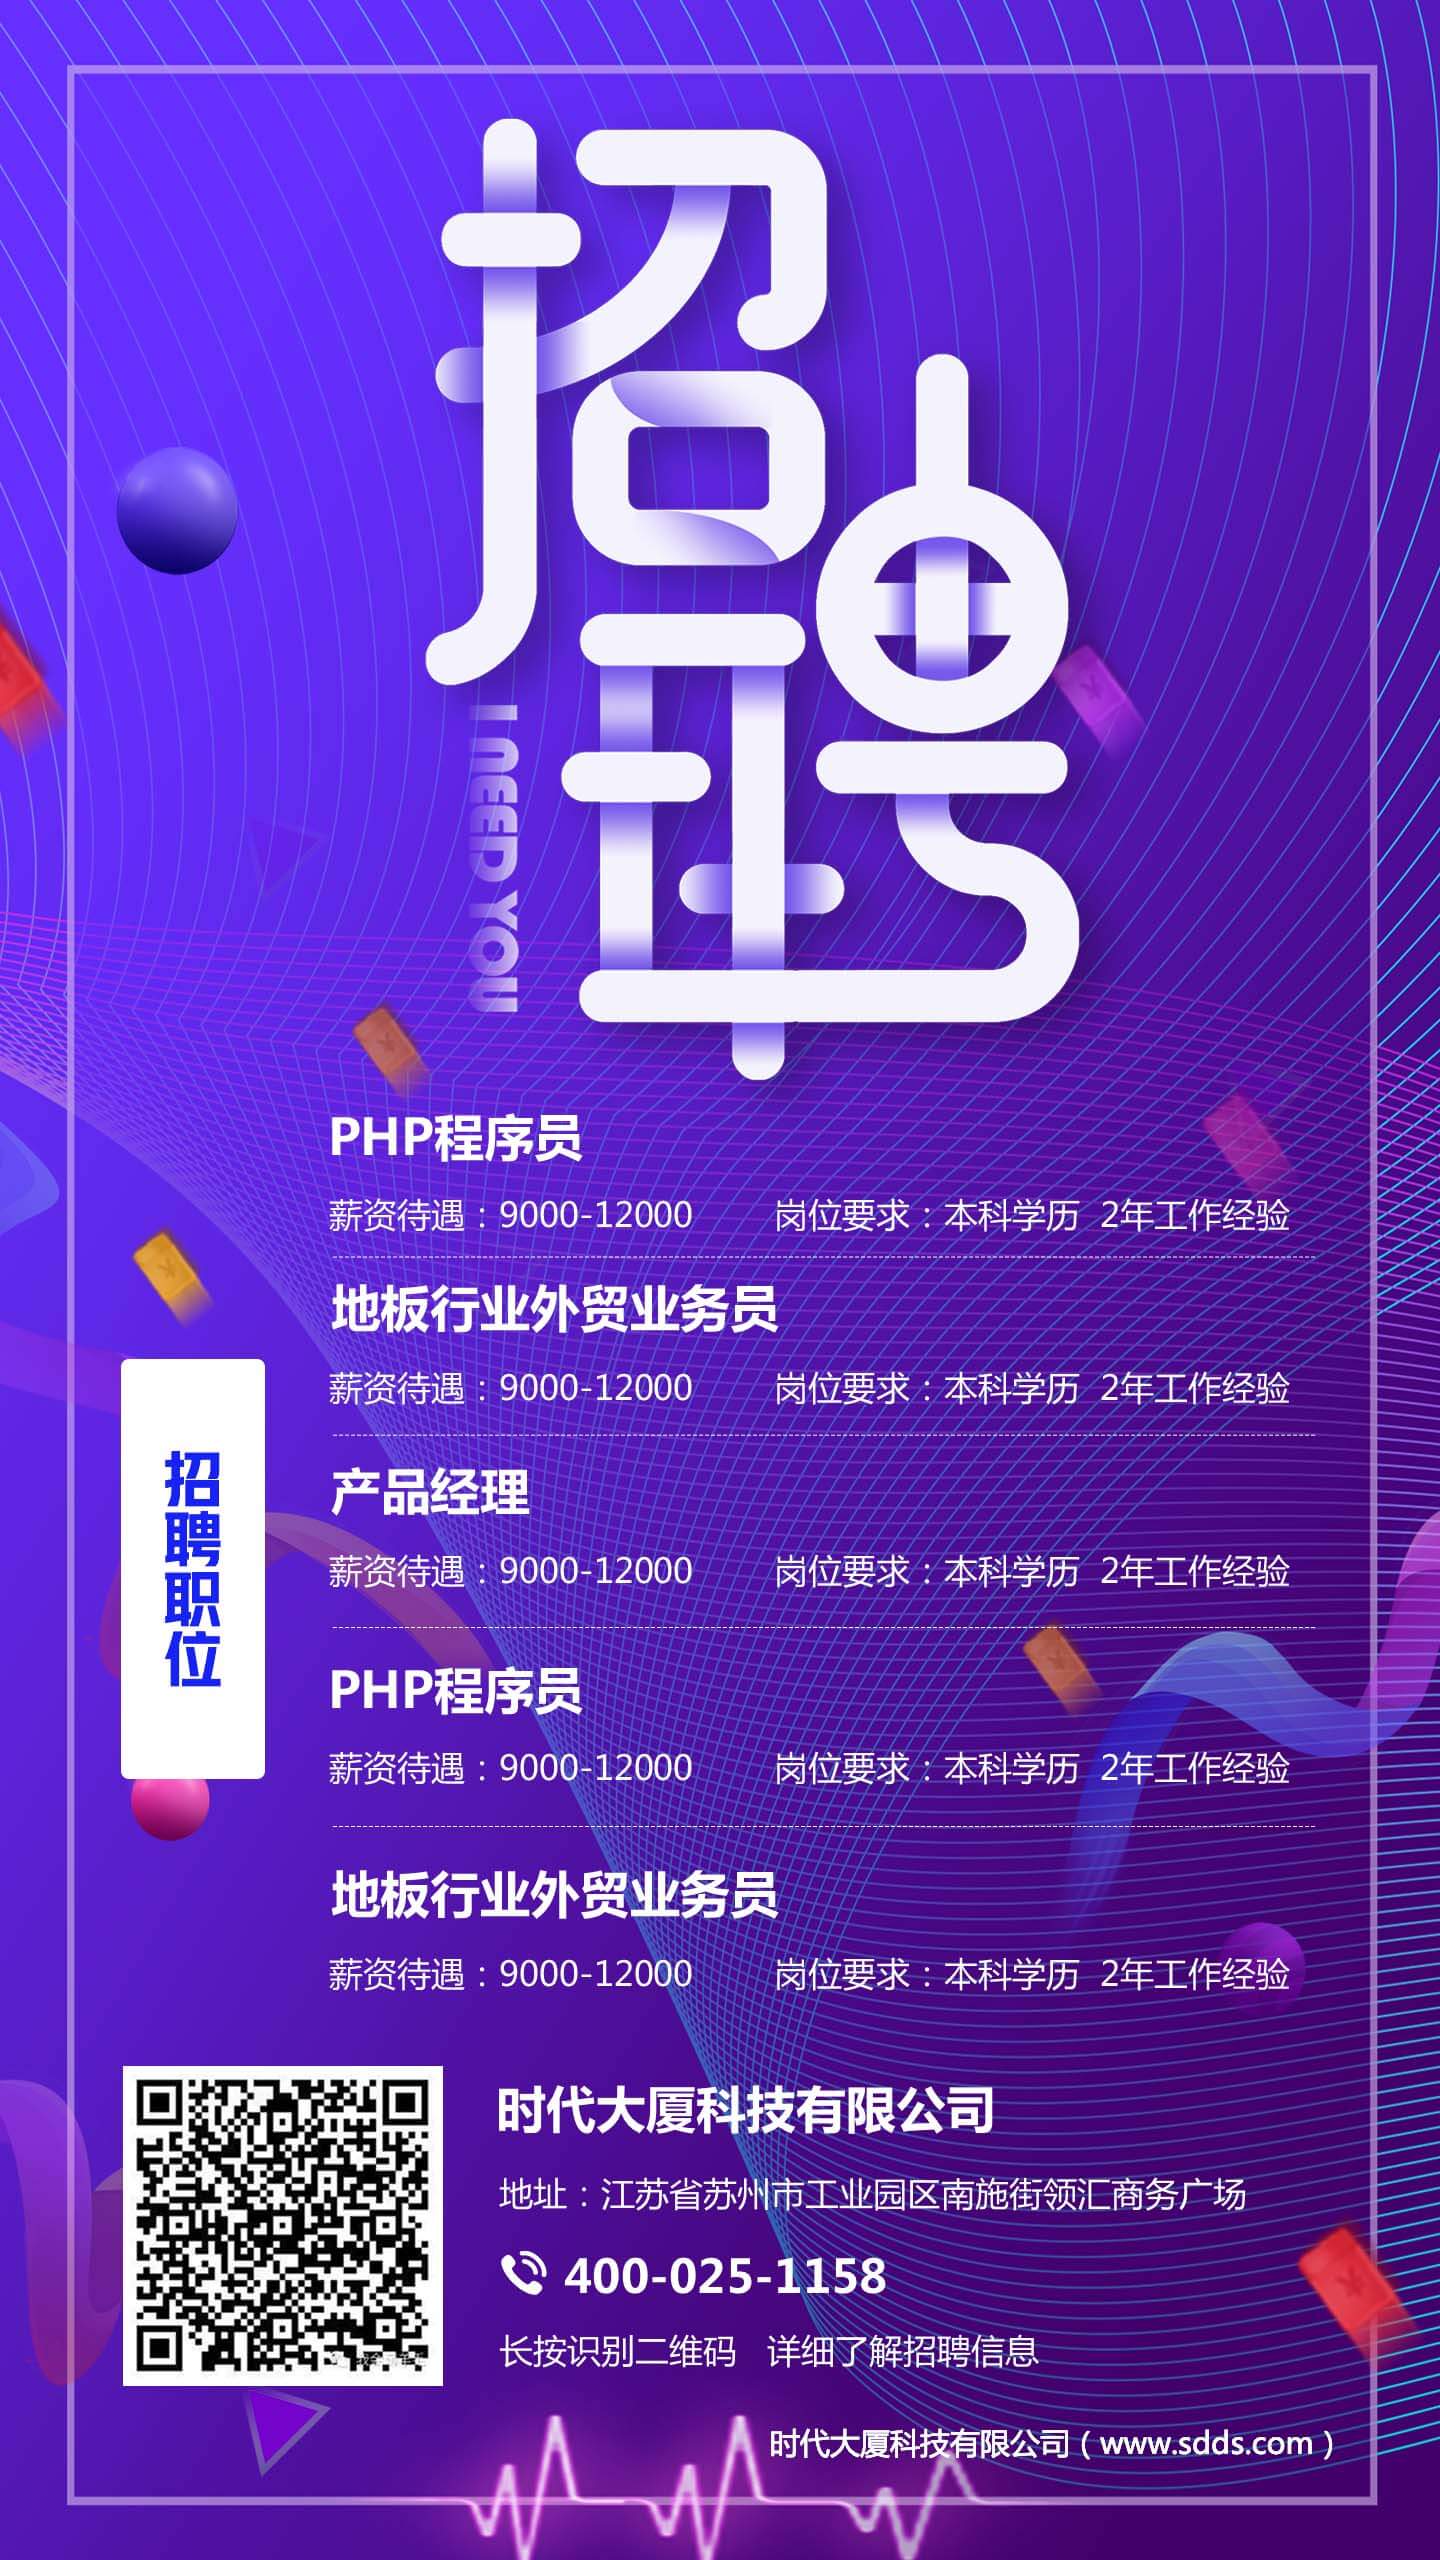 招聘
I NEED YOU
PHP程序员
薪资待遇：9000-12000 岗位要求：本科学历 2年工作经验
地板行业外贸业务员
薪资待遇：9000-12000 岗位要求：本科学历 2年工作经验
产品经理
薪资待遇：9000-12000 岗位要求：本科学历 2年工作经验
PHP程序员
薪资待遇：9000-12000 岗位要求：本科学历 2年工作经验
地板行业外贸业务员
薪资待遇：9000-12000 岗位要求：本科学历 2年工作经验
招聘职位
时代大厦科技有限公司
地址：江苏省苏州市工业园区南施街领汇商务广场
400-025-1158
长按识别二维码 详细了解招聘信息
时代大厦科技有限公司（www.sdds.com）